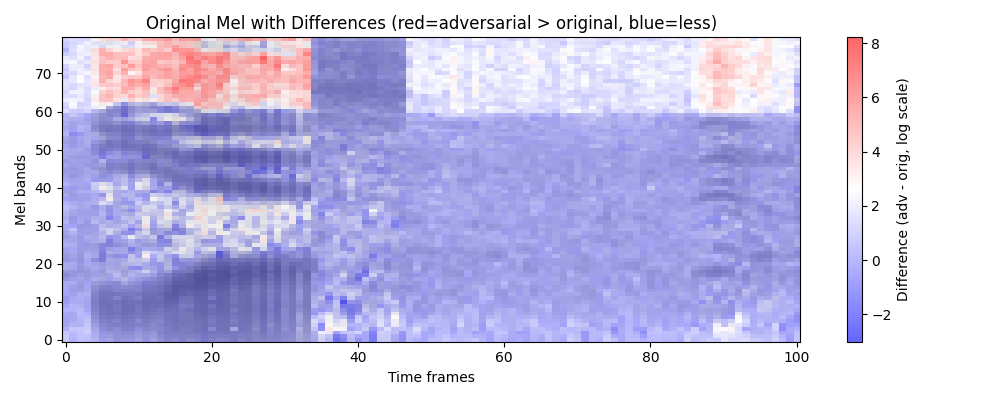 Original Mel with Differences (red=adversarial > original, blue=less)
Mel bands
70
60
50
40
30
20
10
0
0 20 40 60 80 100
Time frames
8
6
4
2
0
−2
Difference (adv - orig, log scale)